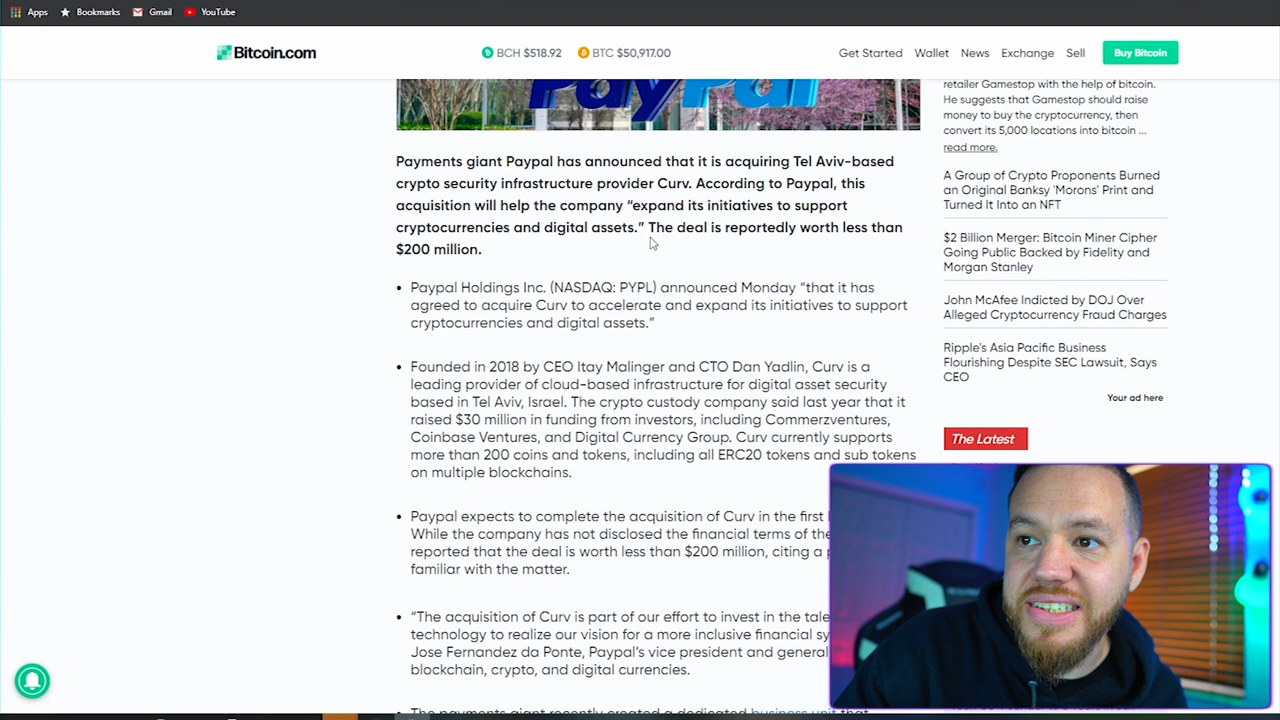 Apps Bookmarks Gmail YouTube
Bitcoin.com
BCH $518.92 BTC $50,917.00
Get Started Wallet News Exchange Sell Buy Bitcoin
PayPal
Payments giant Paypal has announced that it is acquiring Tel Aviv-based
crypto security infrastructure provider Curv. According to Paypal, this
acquisition will help the company “expand its initiatives to support
cryptocurrencies and digital assets.” The deal is reportedly worth less than
$200 million.
• Paypal Holdings Inc. (NASDAQ: PYPL) announced Monday “that it has
agreed to acquire Curv to accelerate and expand its initiatives to support
cryptocurrencies and digital assets.”
• Founded in 2018 by CEO Itay Malinger and CTO Dan Yadlin, Curv is a
leading provider of cloud-based infrastructure for digital asset security
based in Tel Aviv, Israel. The crypto custody company said last year that it
raised $30 million in funding from investors, including Commerzventures,
Coinbase Ventures, and Digital Currency Group. Curv currently supports
more than 200 coins and tokens, including all ERC20 tokens and sub tokens
on multiple blockchains.
• Paypal expects to complete the acquisition of Curv in the first
While the company has not disclosed the financial terms of the
reported that the deal is worth less than $200 million, citing a
familiar with the matter.
• “The acquisition of Curv is part of our effort to invest in the
technology to realize our vision for a more inclusive financial
Jose Fernandez da Ponte, Paypal’s vice president and general
blockchain, crypto, and digital currencies.
• The payments giant recently created a dedicated business unit that
retailer Gamestop with the help of bitcoin.
He suggests that Gamestop should raise
money to buy the cryptocurrency, then
convert its 5,000 locations into bitcoin ...
read more.
A Group of Crypto Proponents Burned
an Original Banksy 'Morons' Print and
Turned It Into an NFT
$2 Billion Merger: Bitcoin Miner Cipher
Going Public Backed by Fidelity and
Morgan Stanley
John McAfee Indicted by DOJ Over
Alleged Cryptocurrency Fraud Charges
Ripple’s Asia Pacific Business
Flourishing Despite SEC Lawsuit, Says
CEO
Your ad here
The Latest